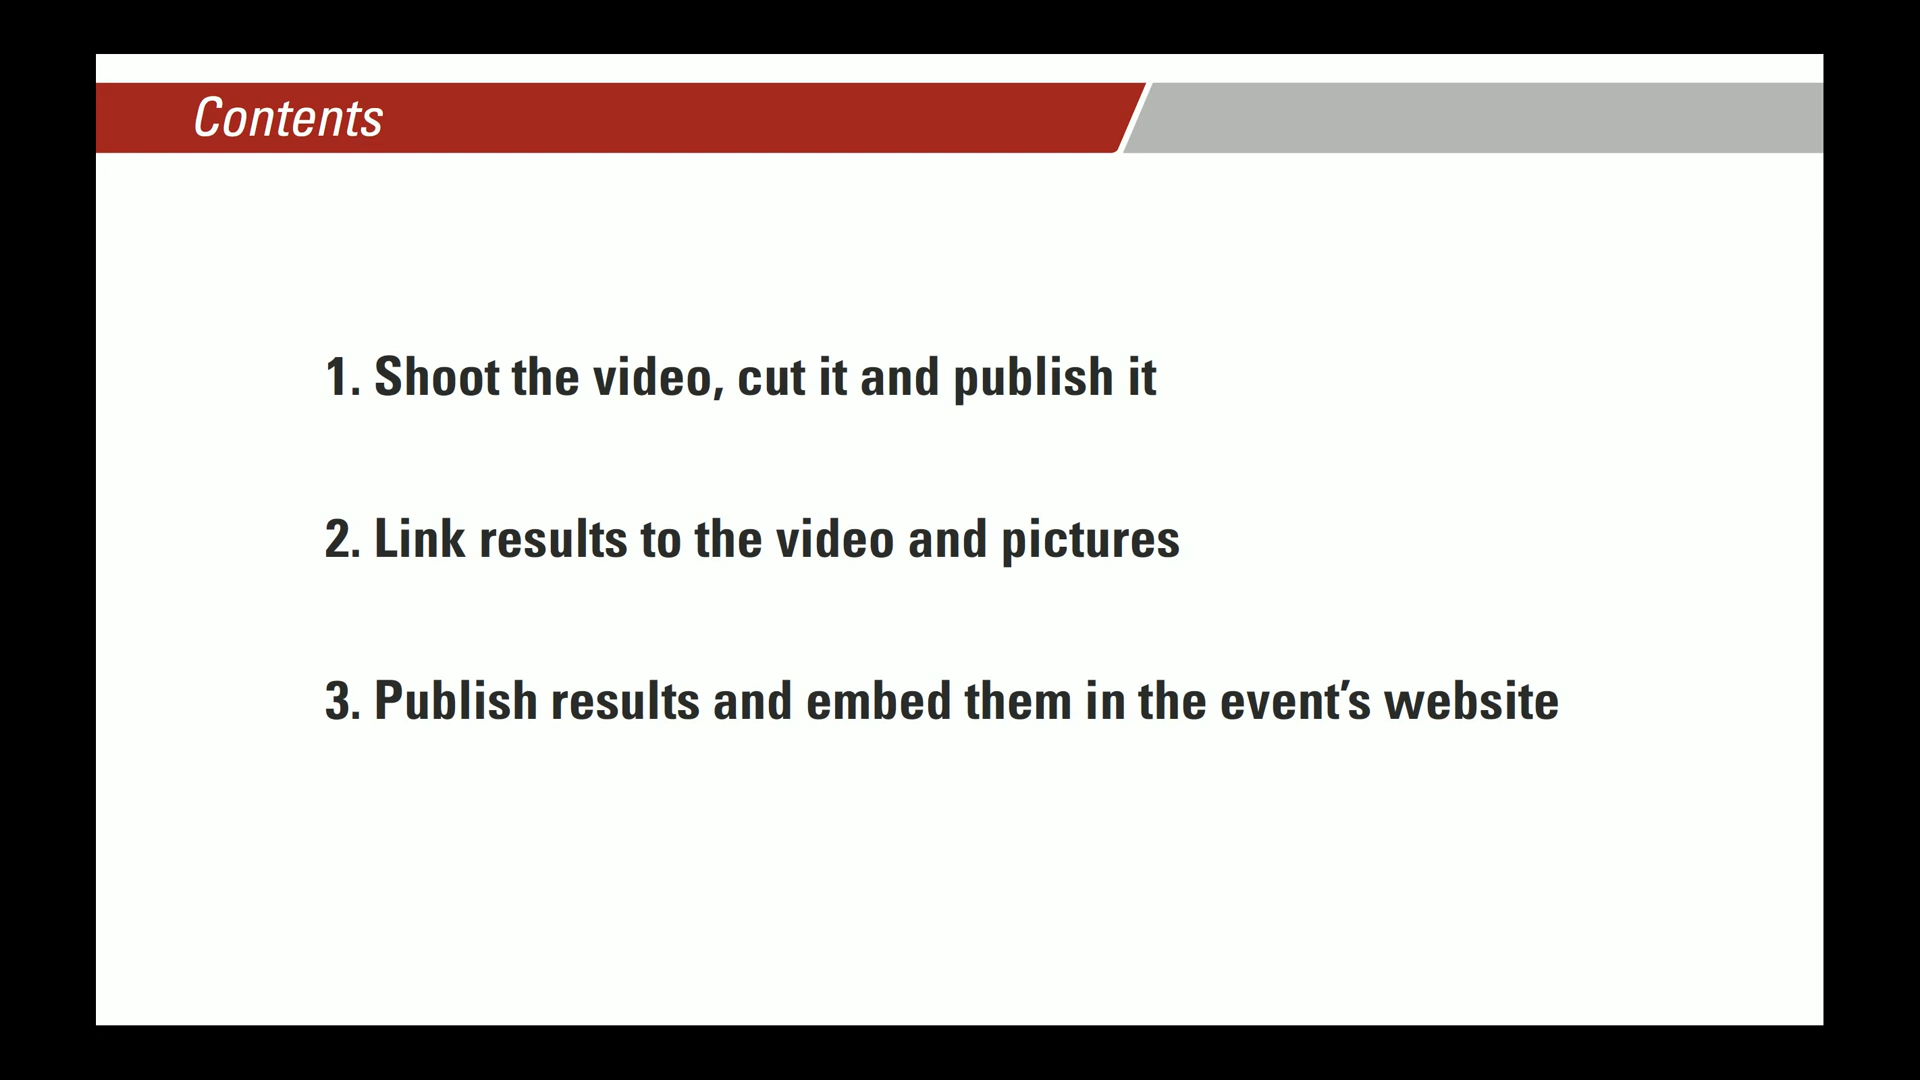 Contents
1. Shoot the video, cut it and publish it
2. Link results to the video and pictures
3. Publish results and embed them in the event’s website